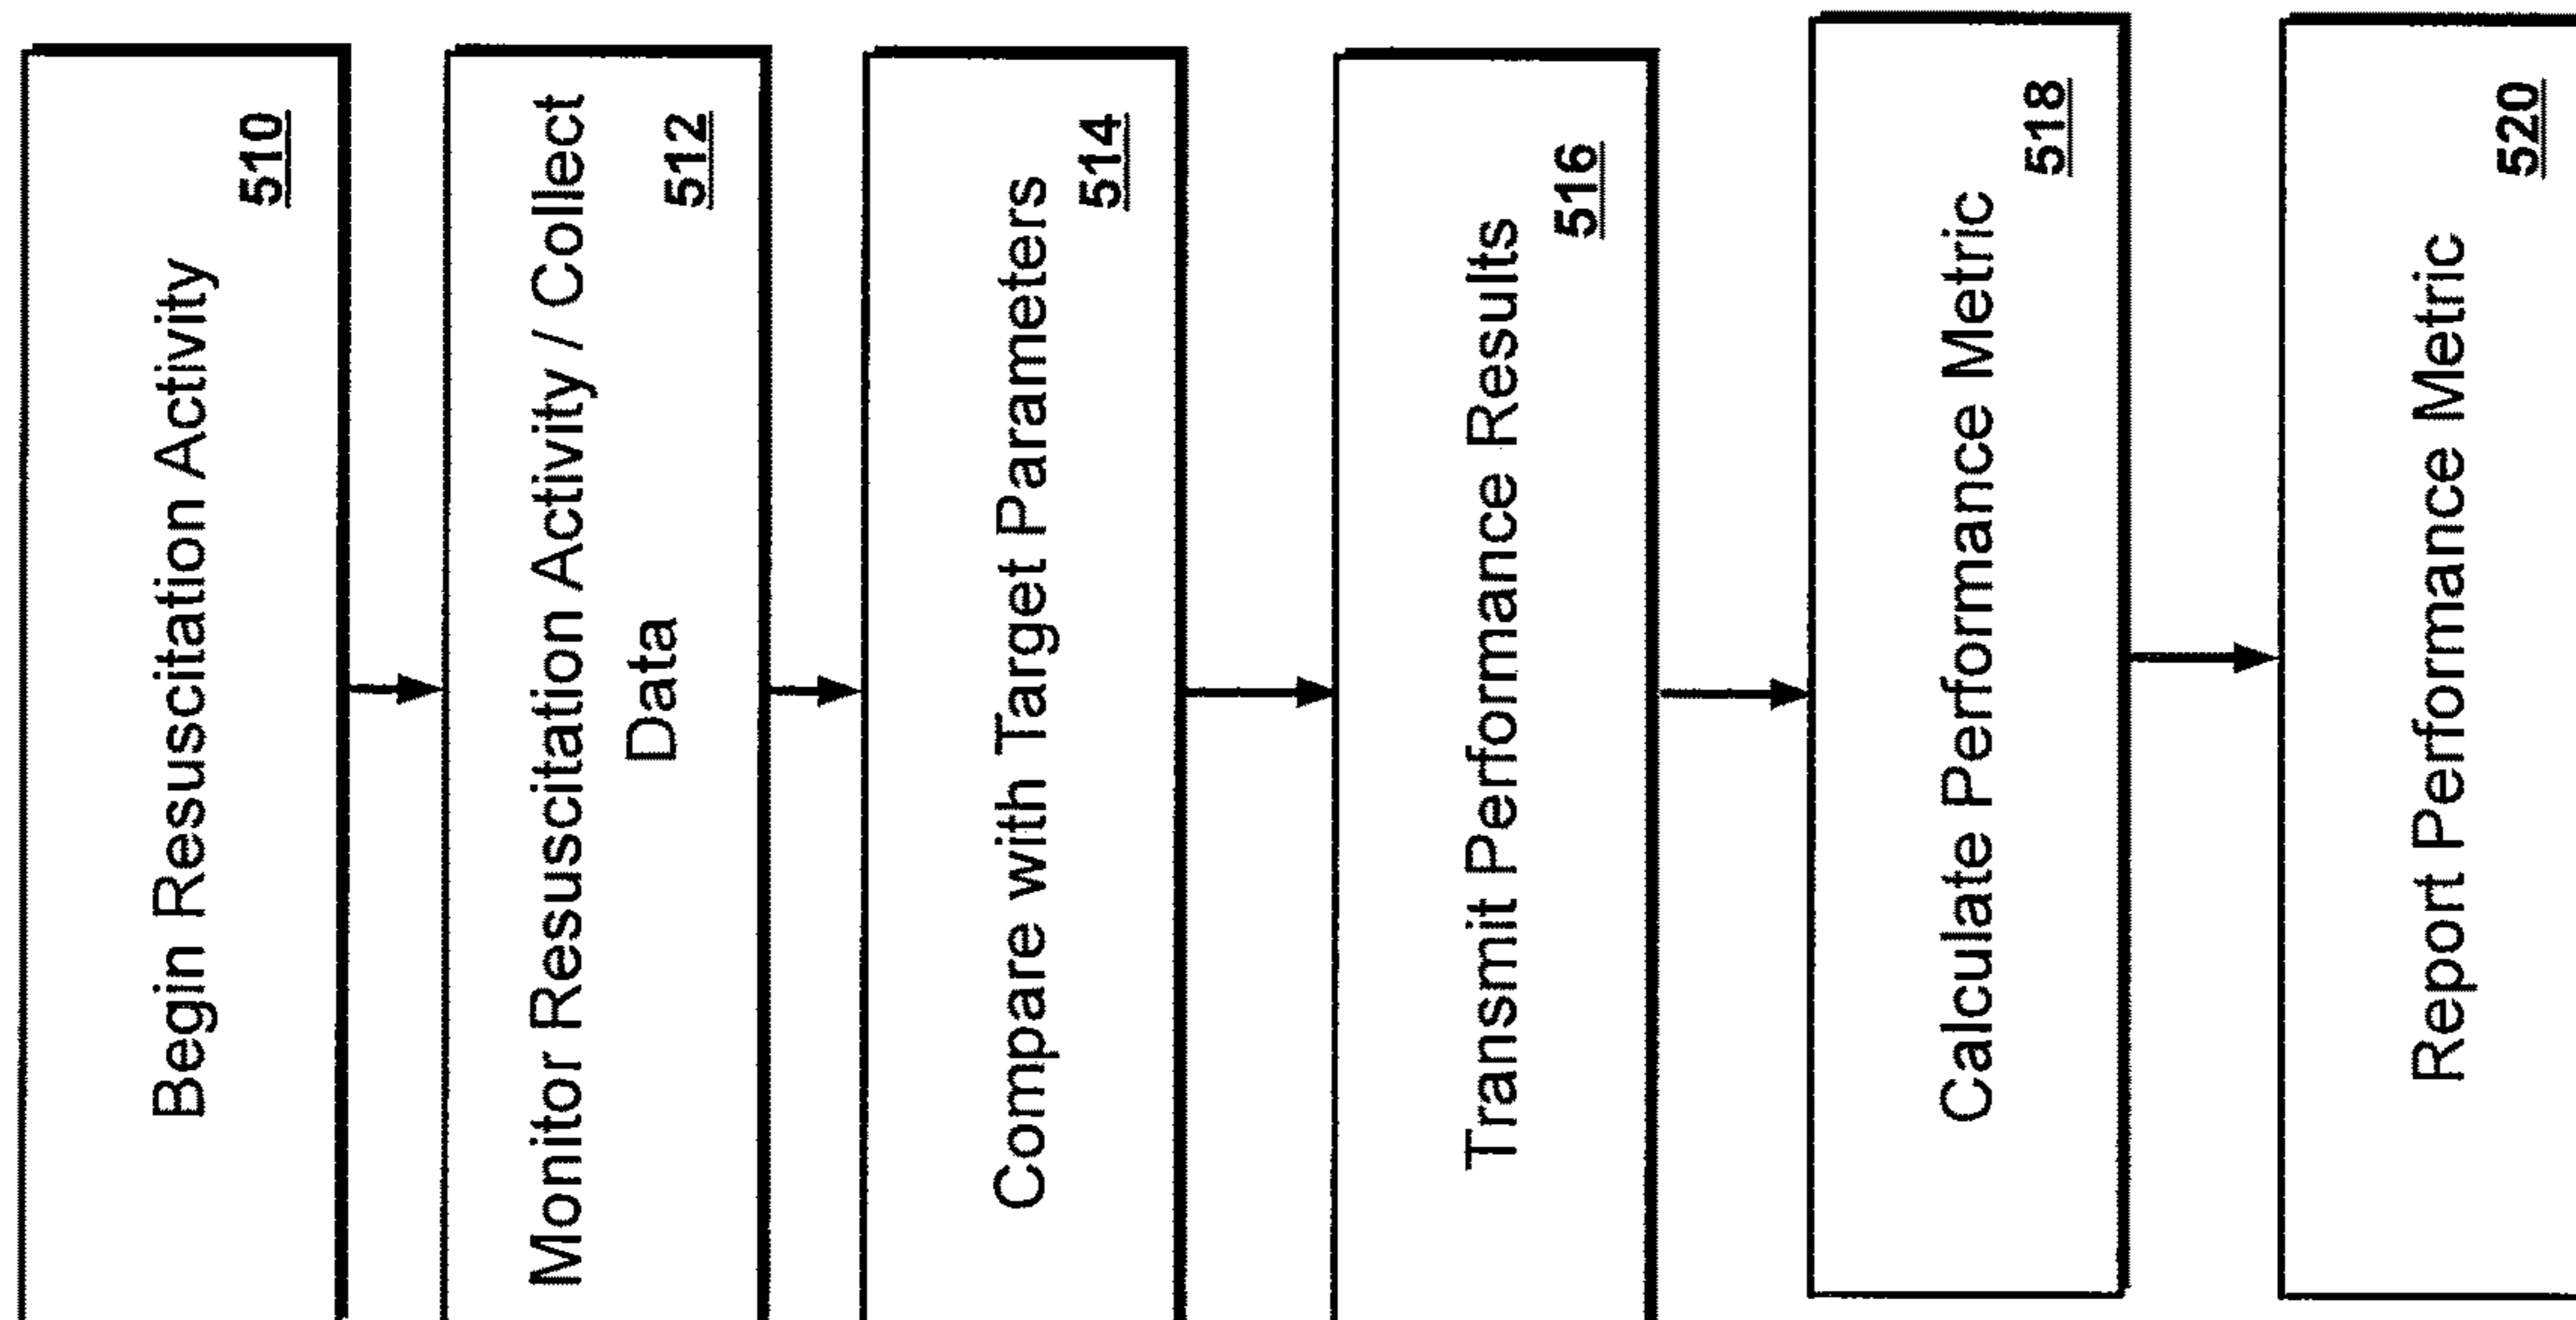 Begin Resuscitation Activity
510
Monitor Resuscitation Activity / Collect
Data
512
Compare with Target Parameters
514
Transmit Performance Results
516
Calculate Performance Metric
518
Report Performance Metric
520